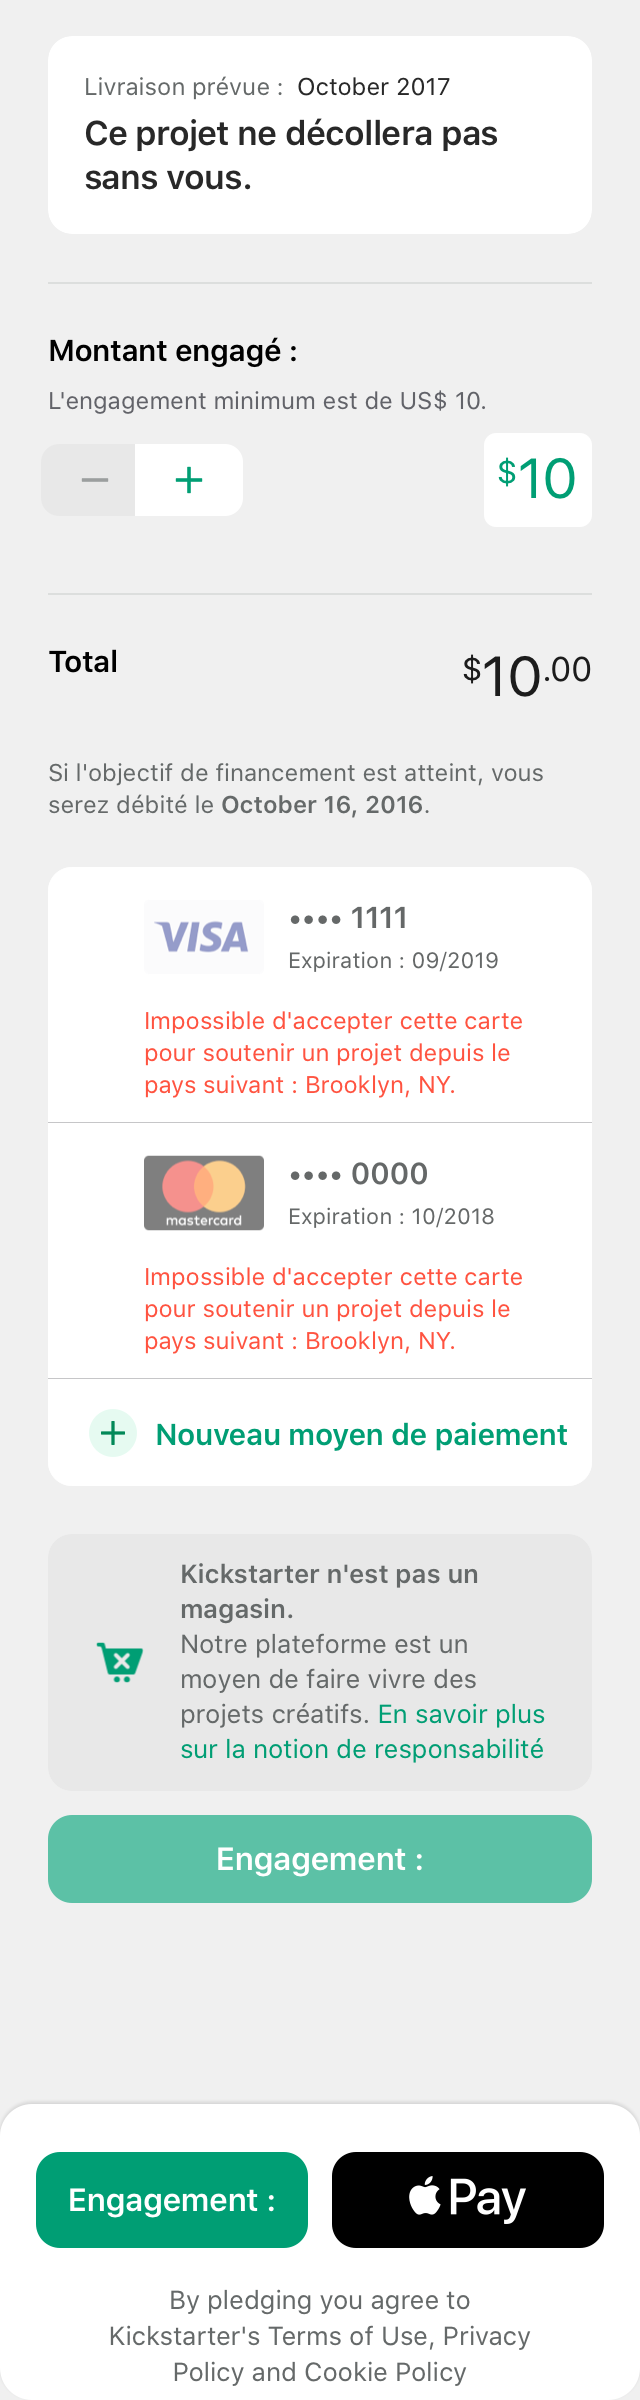 Livraison prévue : October 2017
Ce projet ne décollera pas
sans vous.
Montant engagé :
L'engagement minimum est de US$ 10.
$10
Total
$10.00
Si l'objectif de financement est atteint, vous
serez débité le October 16, 2016.
VISA
•••• 1111
Expiration : 09/2019
Impossible d'accepter cette carte
pour soutenir un projet depuis le
pays suivant : Brooklyn, NY.
mastercard
•••• 0000
Expiration : 10/2018
Impossible d'accepter cette carte
pour soutenir un projet depuis le
pays suivant : Brooklyn, NY.
Nouveau moyen de paiement
Kickstarter n'est pas un
magasin.
Notre plateforme est un
moyen de faire vivre des
projets créatifs. En savoir plus
sur la notion de responsabilité
Engagement :
Engagement :
Pay
By pledging you agree to
Kickstarter's Terms of Use, Privacy
Policy and Cookie Policy